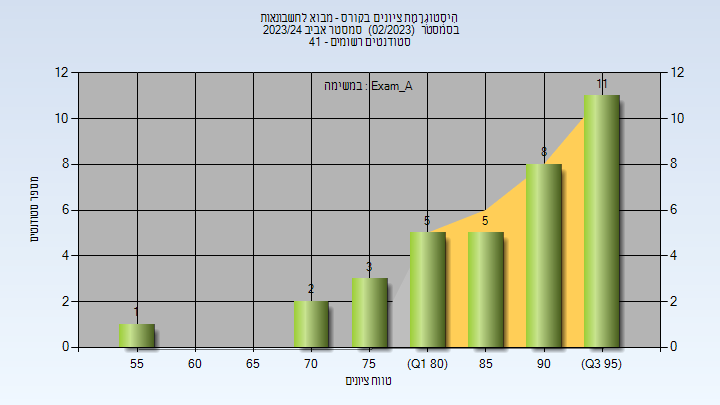 היסטוגרמת ציונים בקורס - מבוא לחשבונאות
בסמסטר (02/2023) סמסטר אביב 2023/24
סטודנטים רשומים - 41
במשימה : Exam_A
מספר סטודנטים
12 12
10 10
8 8
6 6
4 4
2 2
0 0
1 2 3 5 5 8 11
55 60 65 70 75 (Q1 80) 85 90 (Q3 95)
טווח ציונים